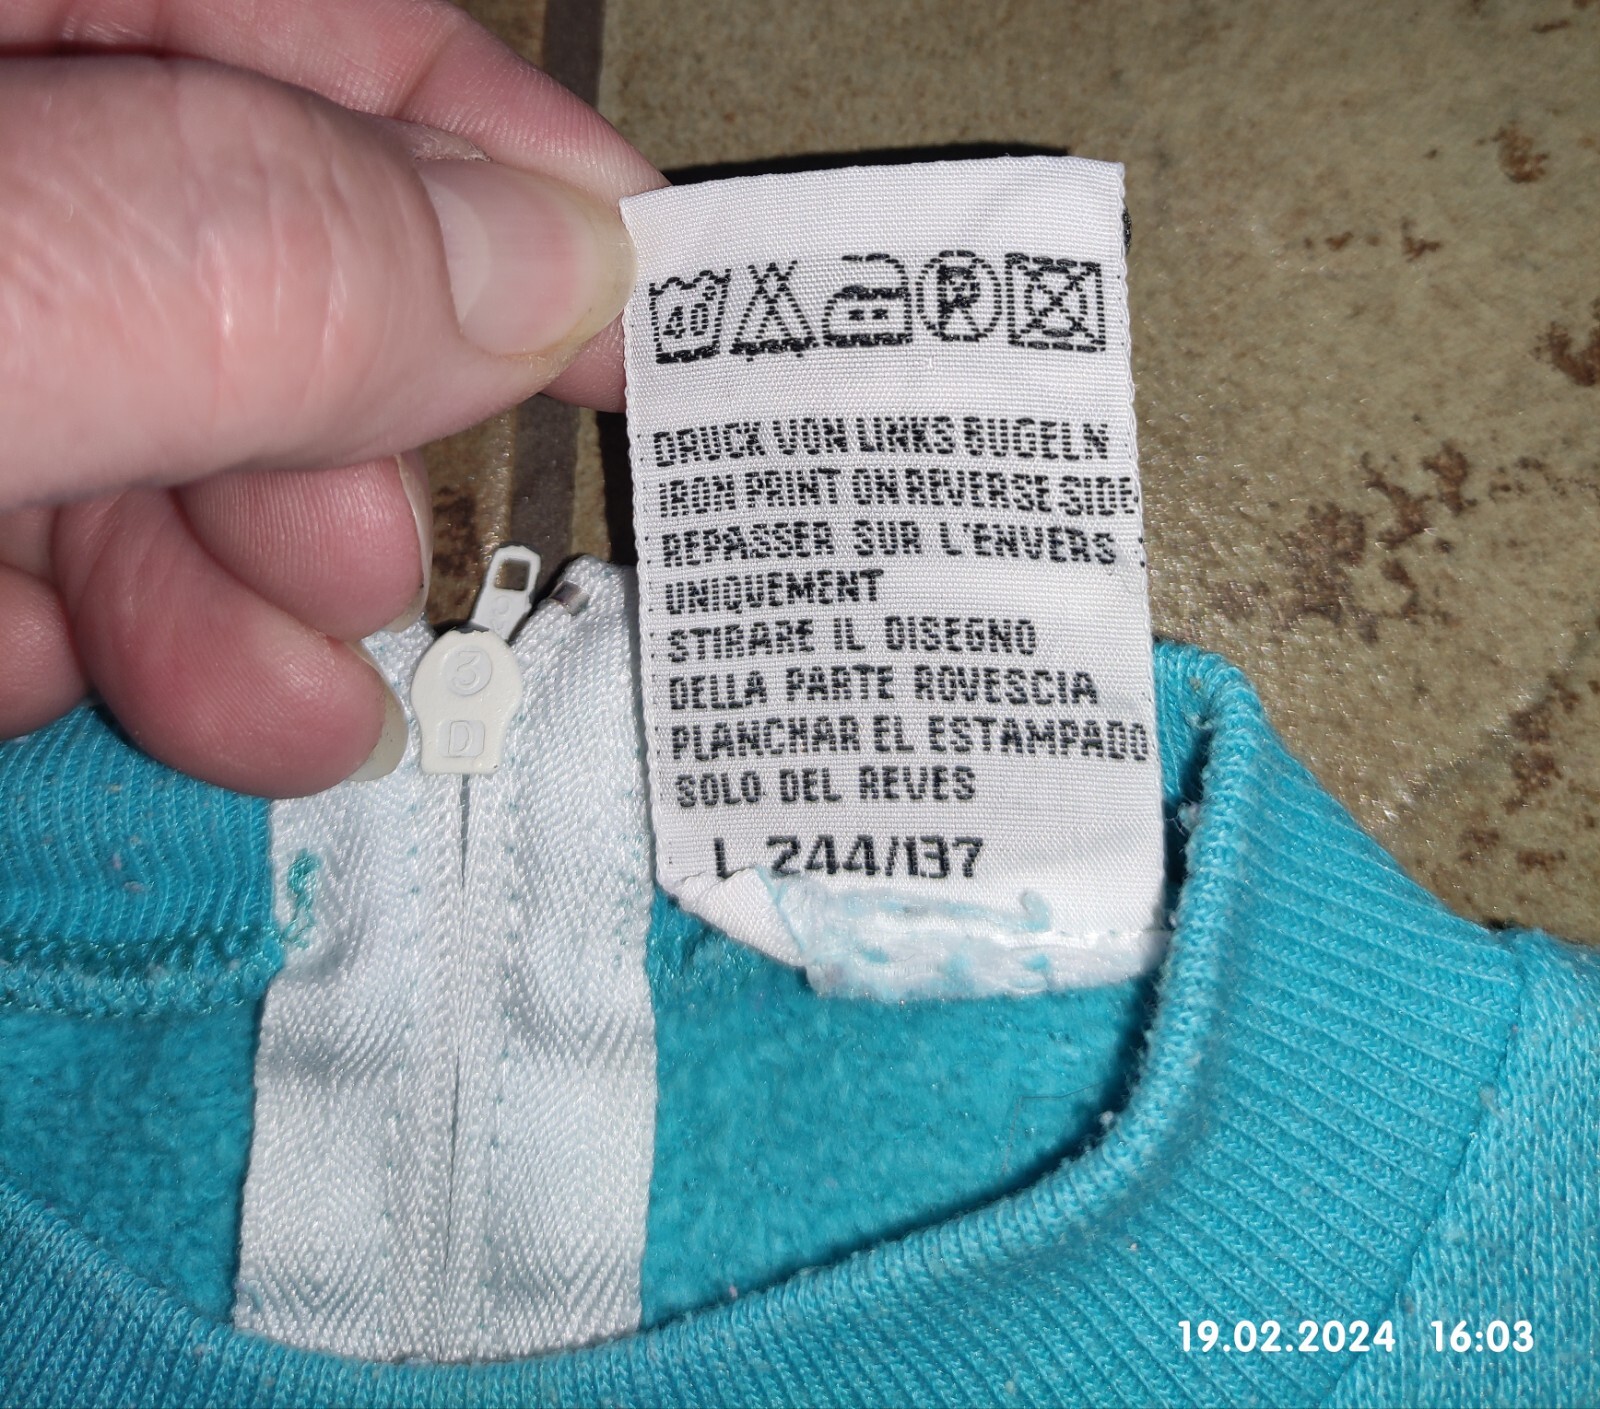 40°
P
DRUCK VON LINKS BUGELN
IRON PRINT ON REVERSE SIDE
REPASSER SUR L'ENVERS
UNIQUEMENT
STIRARE IL DISEGNO
DELLA PARTE ROVESCIA
PLANCHAR EL ESTAMPADO
SOLO DEL REVES
L 244/137
3
D
19.02.2024 16:03